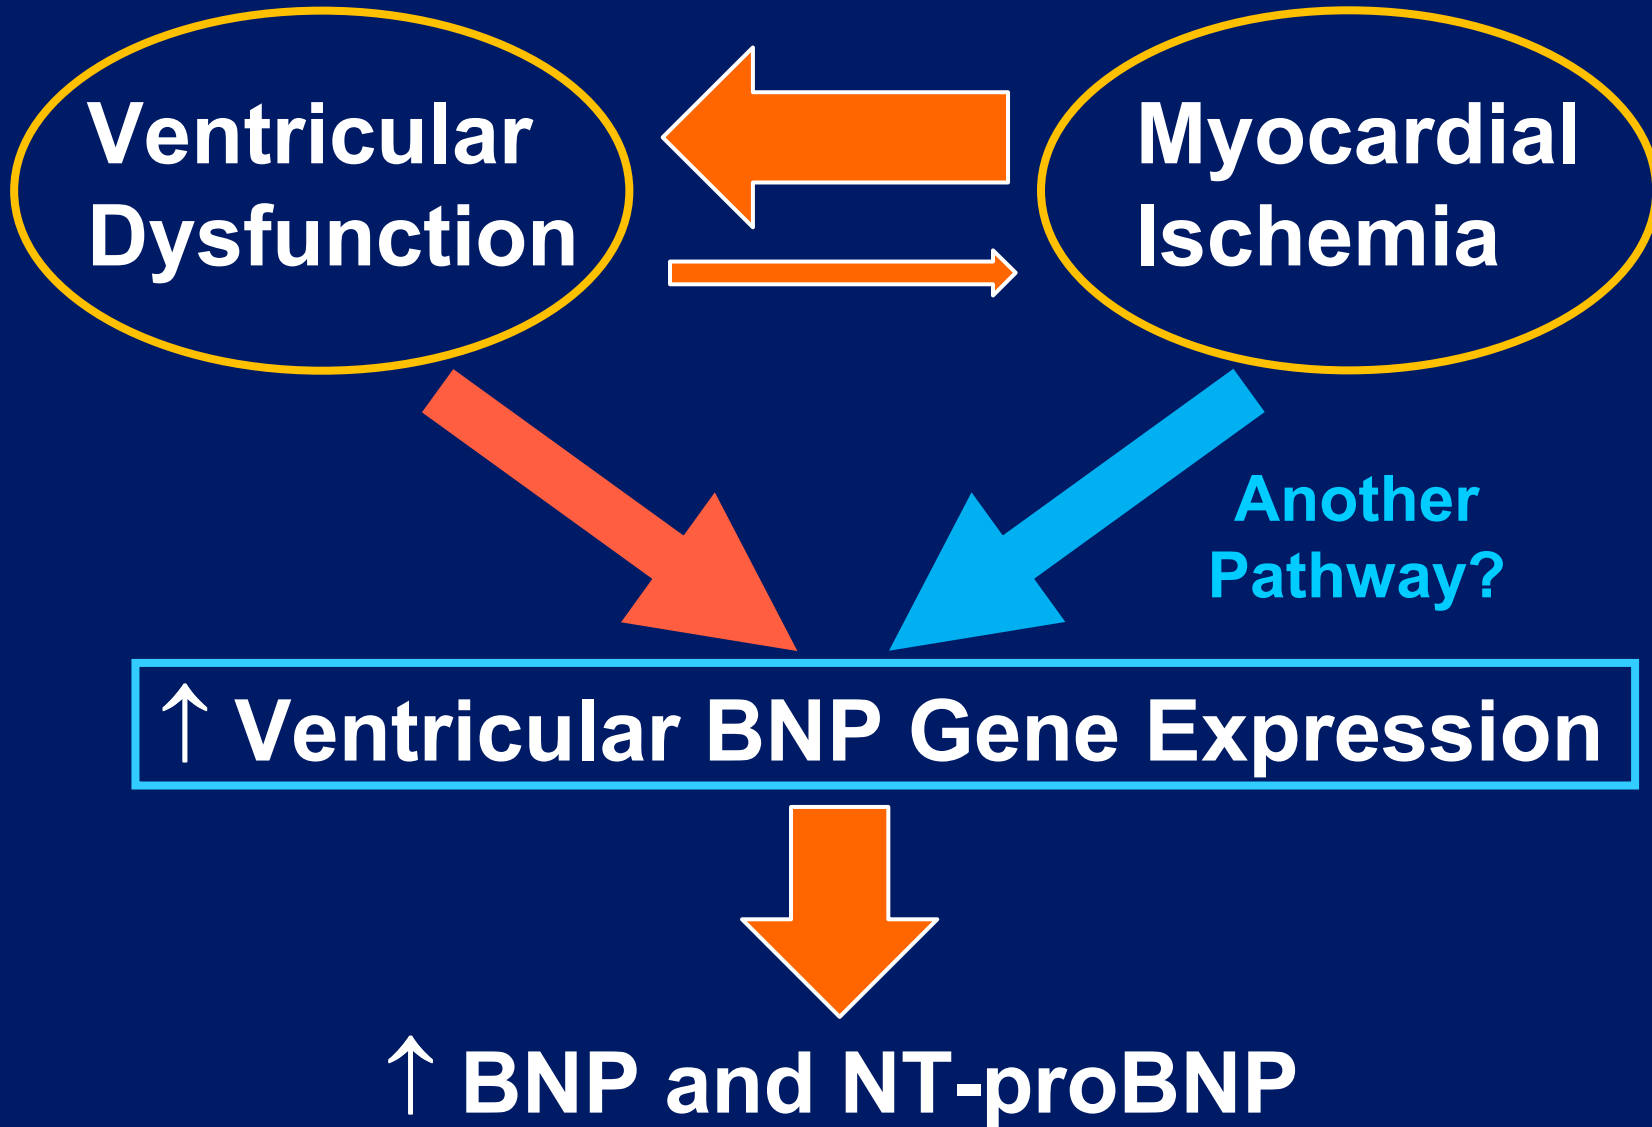 Ventricular
Dysfunction
Myocardial
Ischemia
Another
Pathway?
↑ Ventricular BNP Gene Expression
↑ BNP and NT-proBNP